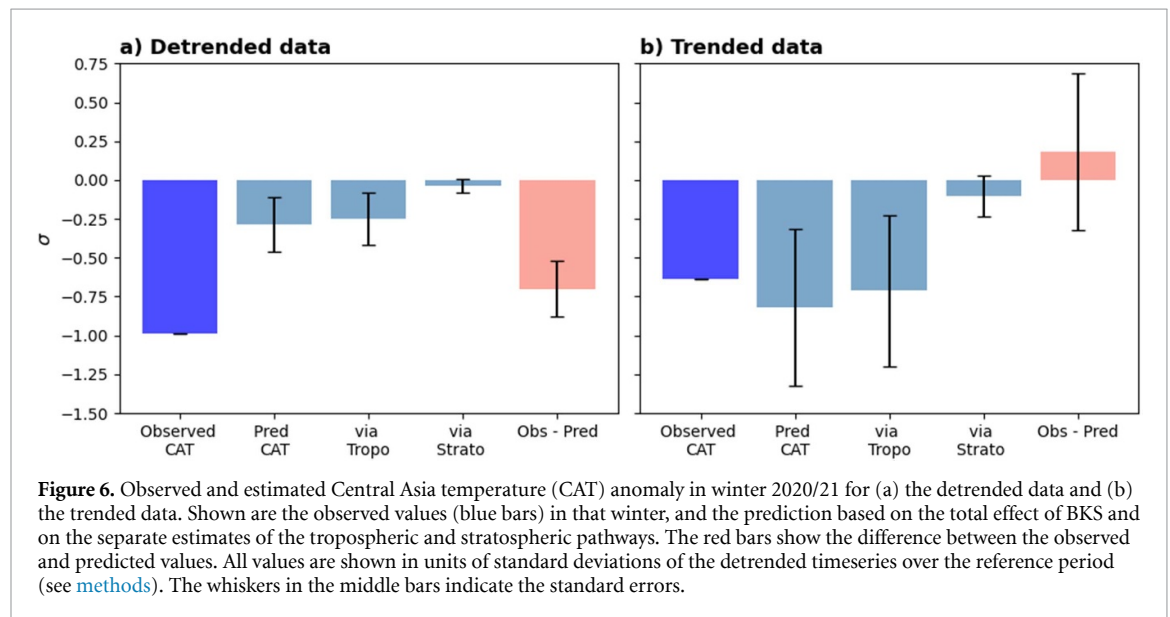 a) Detrended data
b) Trended data
0.75
0.50
0.25
0.00
−0.25
−0.50
−0.75
−1.00
−1.25
−1.50
σ
Observed CAT
Pred CAT
via Tropo
via Strato
Obs - Pred
Observed CAT
Pred CAT
via Tropo
via Strato
Obs - Pred
Figure 6. Observed and estimated Central Asia temperature (CAT) anomaly in winter 2020/21 for (a) the detrended data and (b)
the trended data. Shown are the observed values (blue bars) in that winter, and the prediction based on the total effect of BKS and
on the separate estimates of the tropospheric and stratospheric pathways. The red bars show the difference between the observed
and predicted values. All values are shown in units of standard deviations of the detrended timeseries over the reference period
(see methods). The whiskers in the middle bars indicate the standard errors.